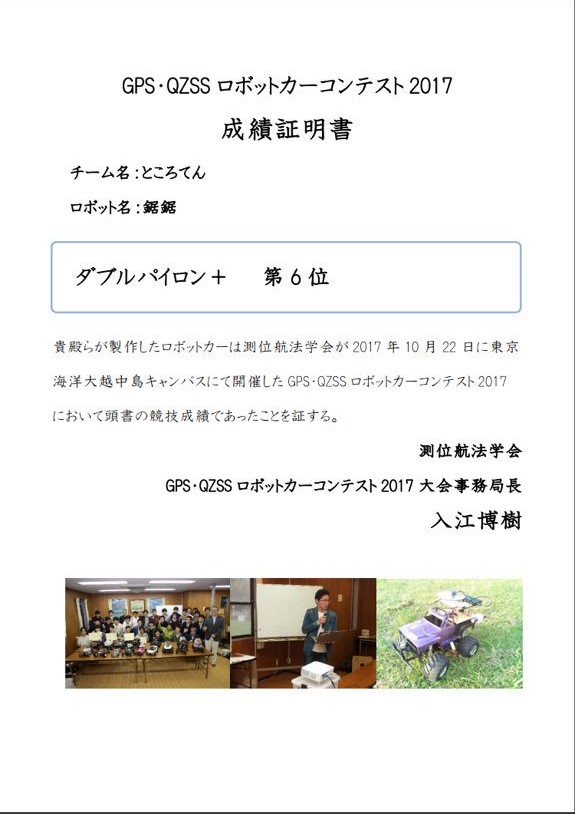 GPS・QZSS ロボットカーコンテスト 2017
成績証明書
チーム名：ところてん
ロボット名：鋸鋸
ダブルパイロン＋　第 6 位
貴殿らが製作したロボットカーは測位航法学会が 2017 年 10 月 22 日に東京
海洋大越中島キャンパスにて開催した GPS・QZSS ロボットカーコンテスト 2017
において頭書の競技成績であったことを証する。
測位航法学会
GPS・QZSS ロボットカーコンテスト 2017 大会事務局長
入江博樹